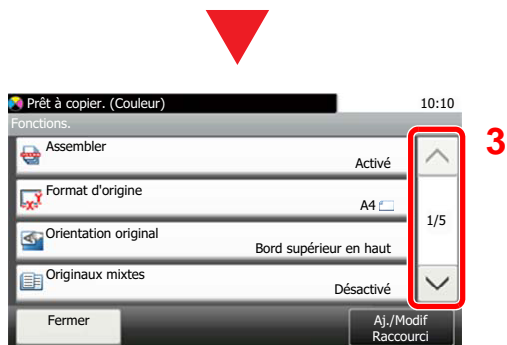 Prêt à copier. (Couleur)
10:10
Fonctions.
Assembler
Activé
Format d'origine
A4
Orientation original
Bord supérieur en haut
Originaux mixtes
Désactivé
1/5
3
Fermer
Aj./Modif
Raccourci